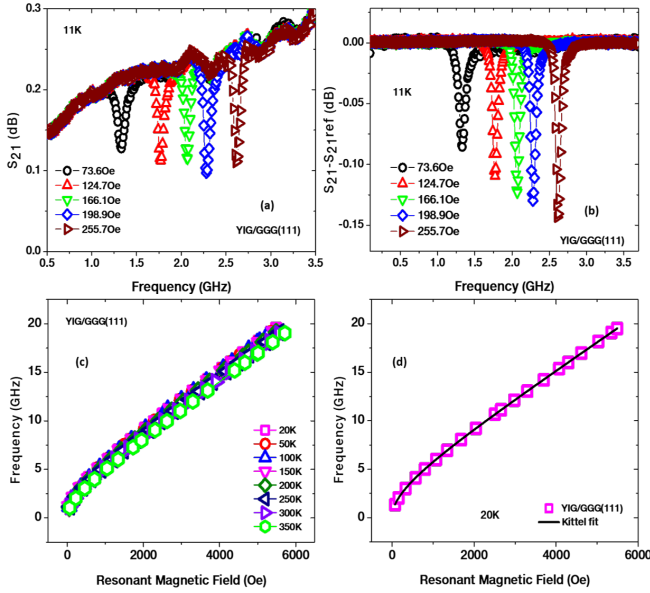 0.3
0.2
0.1
0.0
S21 (dB)
11K
73.6Oe
124.7Oe
166.1Oe
198.9Oe
255.7Oe
(a)
YIG/GGG(111)
0.5 1.0 1.5 2.0 2.5 3.0 3.5
Frequency (GHz)
0.00
-0.05
-0.10
-0.15
S21-S21ref (dB)
11K
73.6Oe
124.7Oe
166.1Oe
198.9Oe
255.7Oe
(b)
YIG/GGG(111)
0.5 1.0 1.5 2.0 2.5 3.0 3.5
Frequency (GHz)
20
15
10
5
0
Frequency (GHz)
YIG/GGG(111)
(c)
20K
50K
100K
150K
200K
250K
300K
350K
0 2000 4000 6000
Resonant Magnetic Field (Oe)
20
15
10
5
0
Frequency (GHz)
(d)
20K
YIG/GGG(111)
Kittel fit
0 2000 4000 6000
Resonant Magnetic Field (Oe)